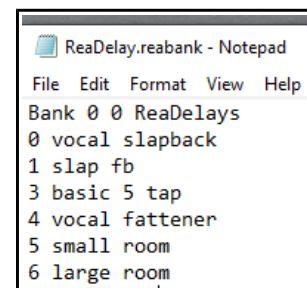 ReaDelay.reabank - Notepad
File Edit Format View Help
Bank 0 0 ReaDelays
0 vocal slapback
1 slap fb
3 basic 5 tap
4 vocal fattener
5 small room
6 large room